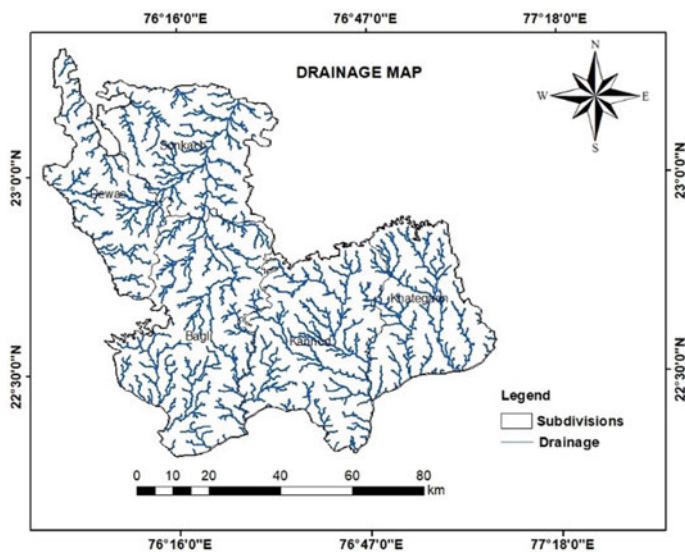 76°16'0"E 76°47'0"E 77°18'0"E
DRAINAGE MAP
N
W E
S
Sonkach
23°0'0"N 23°0'0"N
Dewas
Khategaon
Bagli Kannod
22°30'0"N 22°30'0"N
Legend
Subdivisions
Drainage
0 10 20 40 60 80
km
76°16'0"E 76°47'0"E 77°18'0"E